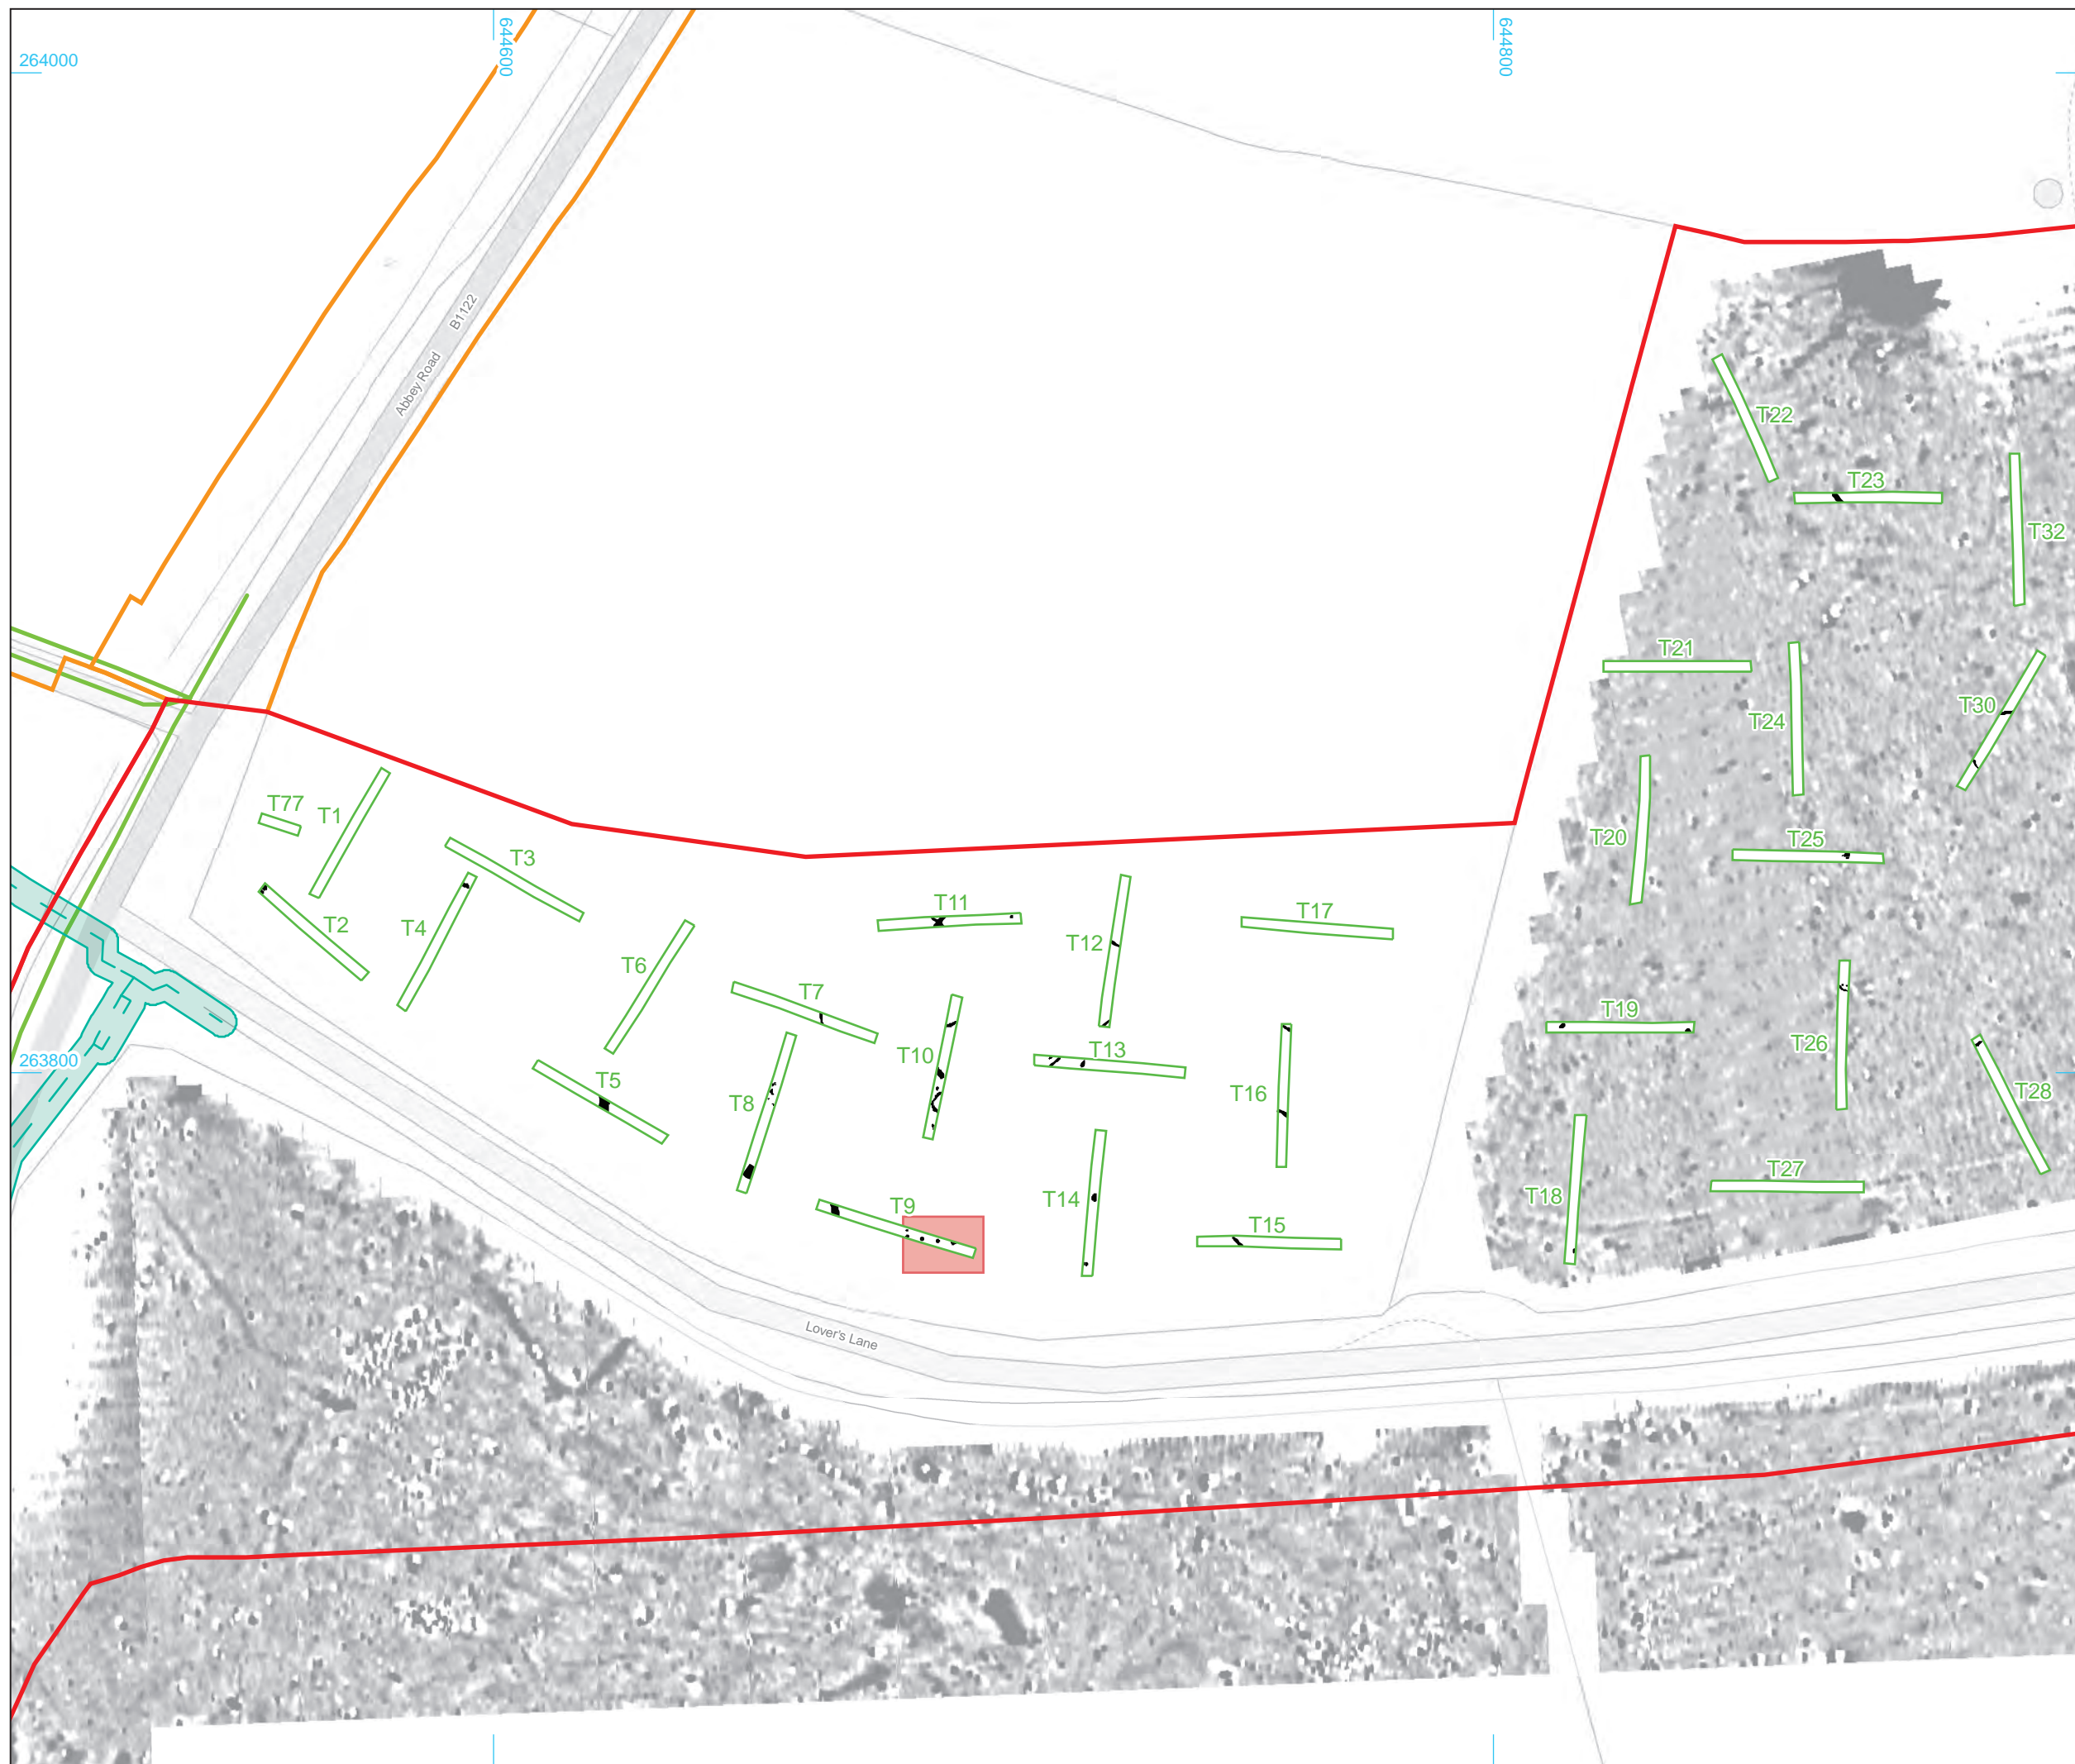 644600
644800
264000
B1122
Abbey Road
T22
T23
T32
T21
T30
T24
T77
T1
T20
T25
T3
T11
T17
T2
T4
T12
T6
T7
T19
T26
T13
T10
263800
T5
T16
T28
T8
T27
T14
T18
T9
T15
Lover's Lane